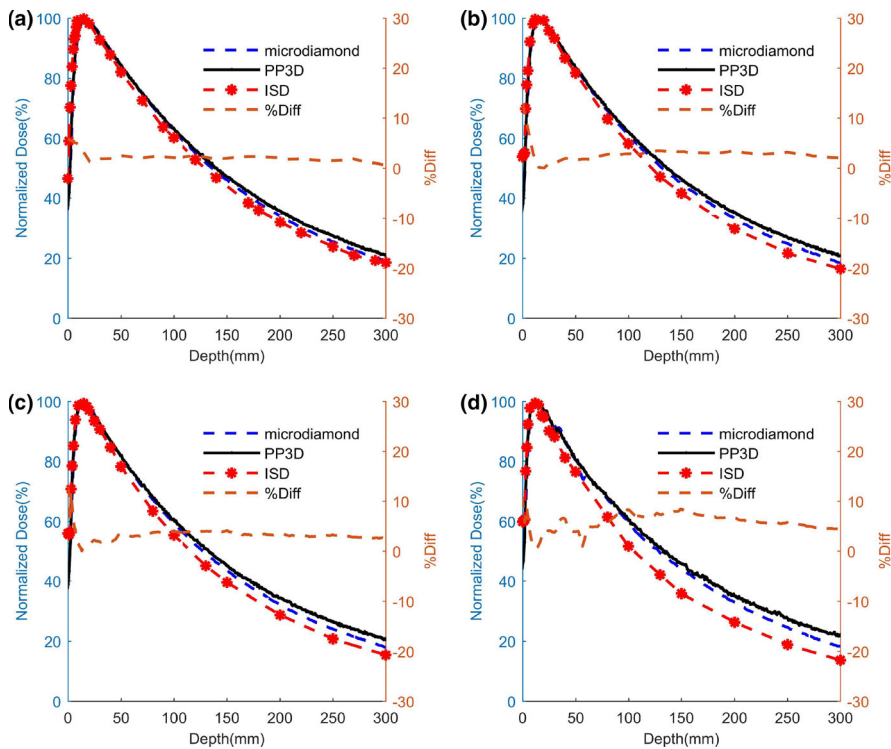 (a)
100
80
60
40
20
0
Normalized Dose(%)
30
20
10
0
-10
-20
-30
%Diff
microdiamond
PP3D
ISD
%Diff
0 50 100 150 200 250 300
Depth(mm)
(b)
100
80
60
40
20
0
Normalized Dose(%)
30
20
10
0
-10
-20
-30
%Diff
microdiamond
PP3D
ISD
%Diff
0 50 100 150 200 250 300
Depth(mm)
(c)
100
80
60
40
20
0
Normalized Dose(%)
30
20
10
0
-10
-20
-30
%Diff
microdiamond
PP3D
ISD
%Diff
0 50 100 150 200 250 300
Depth(mm)
(d)
100
80
60
40
20
0
Normalized Dose(%)
30
20
10
0
-10
-20
-30
%Diff
microdiamond
PP3D
ISD
%Diff
0 50 100 150 200 250 300
Depth(mm)